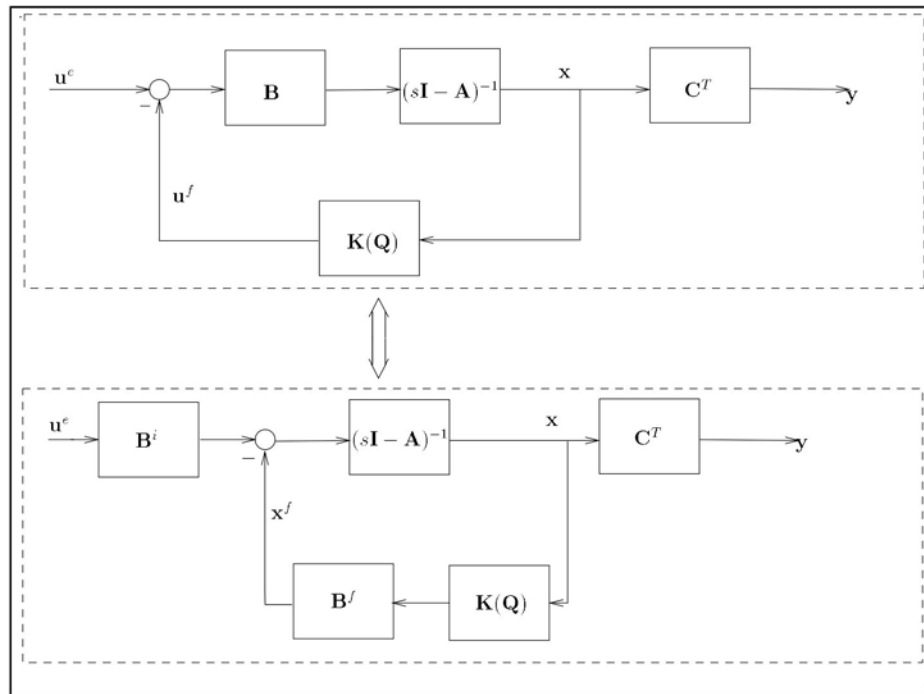 u^e
−
B
(sI − A)^{-1}
x
C^T
y
u^f
K(Q)
u^e
B^i
−
(sI − A)^{-1}
x
C^T
y
x^f
B^f
K(Q)